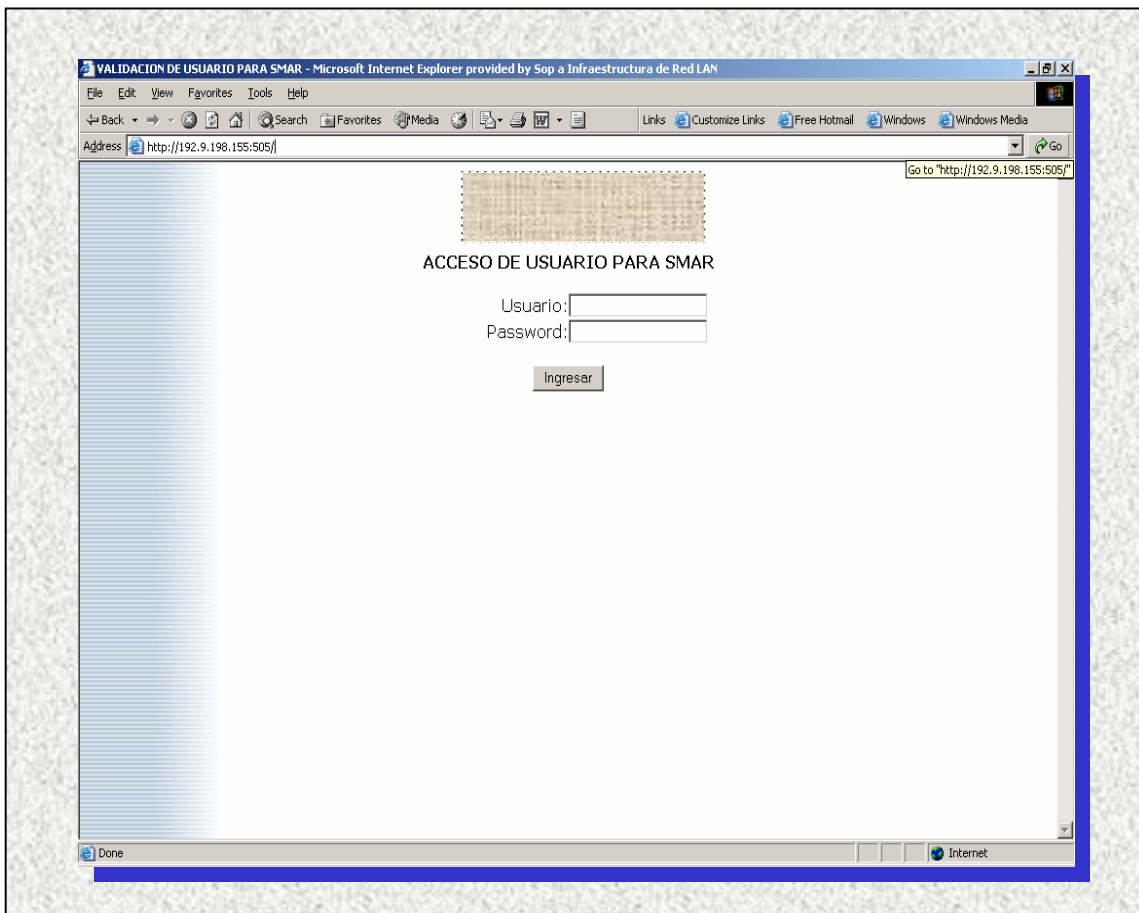 VALIDACION DE USUARIO PARA SMAR - Microsoft Internet Explorer provided by Sop a Infraestructura de Red LAN
File Edit View Favorites Tools Help
Back Search Favorites Media Links Customize Links Free Hotmail Windows Windows Media
Address http://192.9.198.155:505/ Go
Go to "http://192.9.198.155:505/"
ACCESO DE USUARIO PARA SMAR
Usuario:
Password:
Ingresar
Done Internet